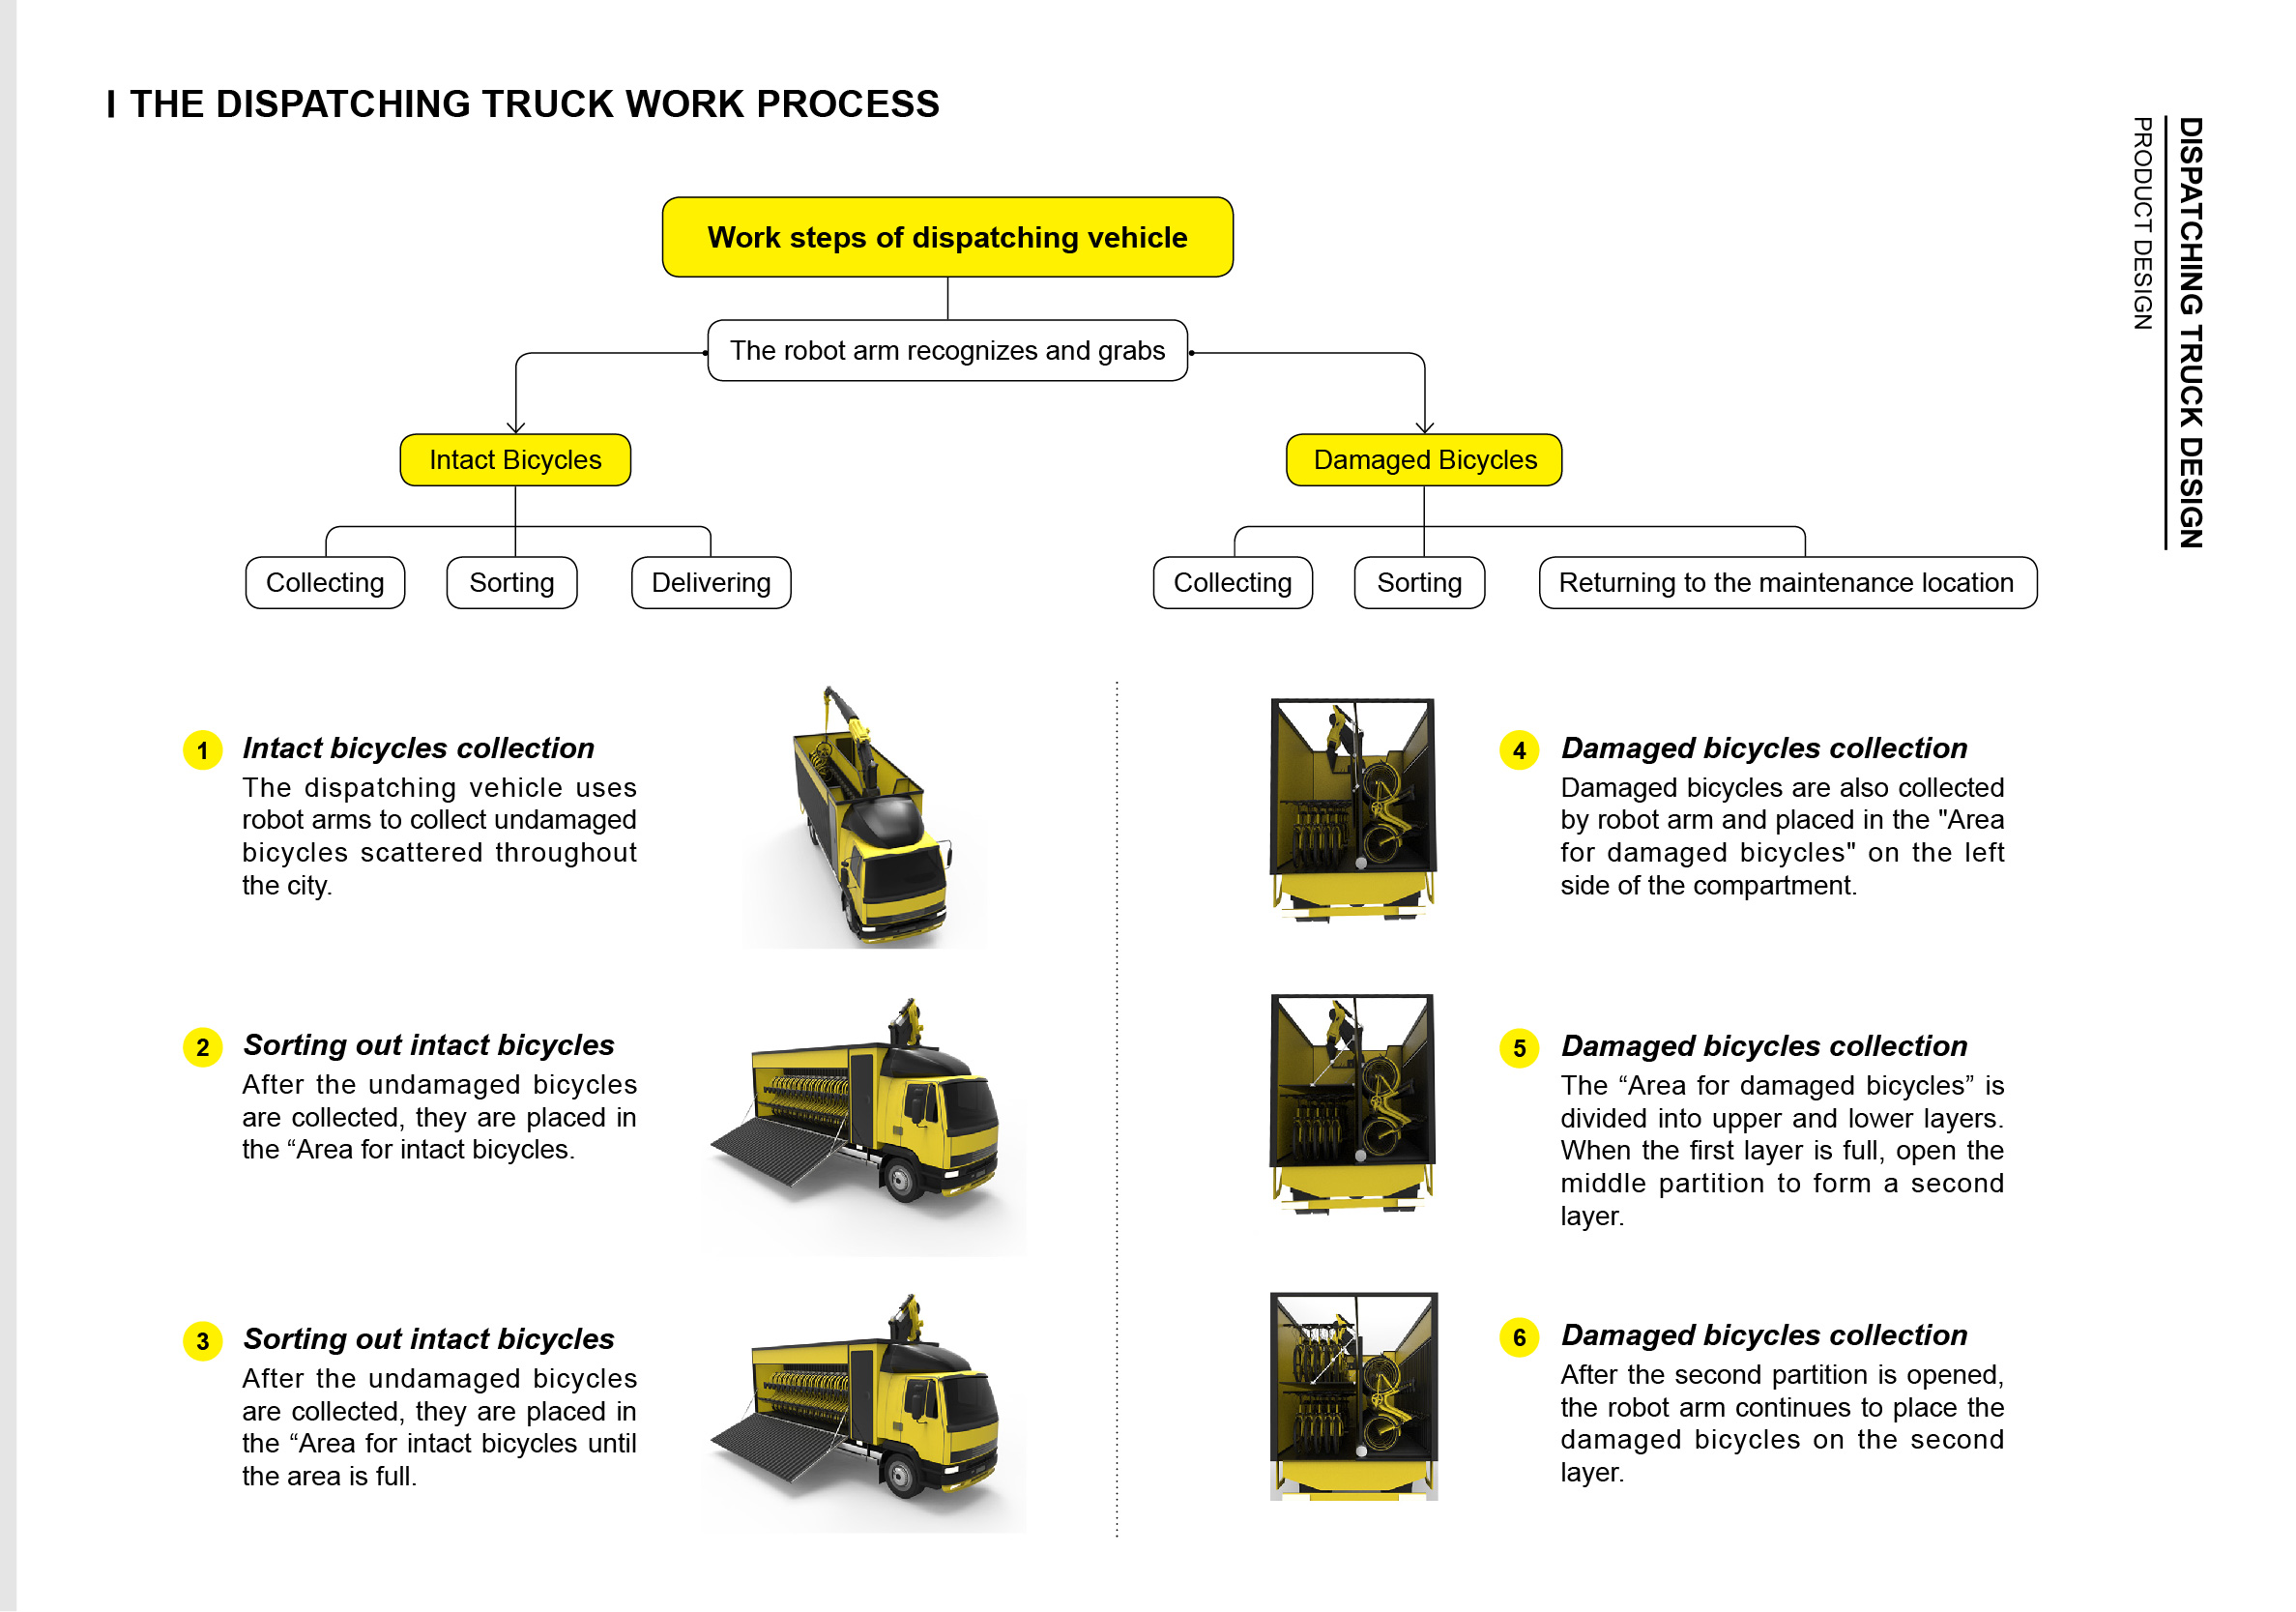 I THE DISPATCHING TRUCK WORK PROCESS
DISPATCHING TRUCK DESIGN
PRODUCT DESIGN
Work steps of dispatching vehicle
The robot arm recognizes and grabs
Intact Bicycles
Damaged Bicycles
Collecting
Sorting
Delivering
Collecting
Sorting
Returning to the maintenance location
1
Intact bicycles collection
The dispatching vehicle uses
robot arms to collect undamaged
bicycles scattered throughout
the city.
2
Sorting out intact bicycles
After the undamaged bicycles
are collected, they are placed in
the “Area for intact bicycles.
3
Sorting out intact bicycles
After the undamaged bicycles
are collected, they are placed in
the “Area for intact bicycles until
the area is full.
4
Damaged bicycles collection
Damaged bicycles are also collected
by robot arm and placed in the "Area
for damaged bicycles" on the left
side of the compartment.
5
Damaged bicycles collection
The “Area for damaged bicycles” is
divided into upper and lower layers.
When the first layer is full, open the
middle partition to form a second
layer.
6
Damaged bicycles collection
After the second partition is opened,
the robot arm continues to place the
damaged bicycles on the second
layer.